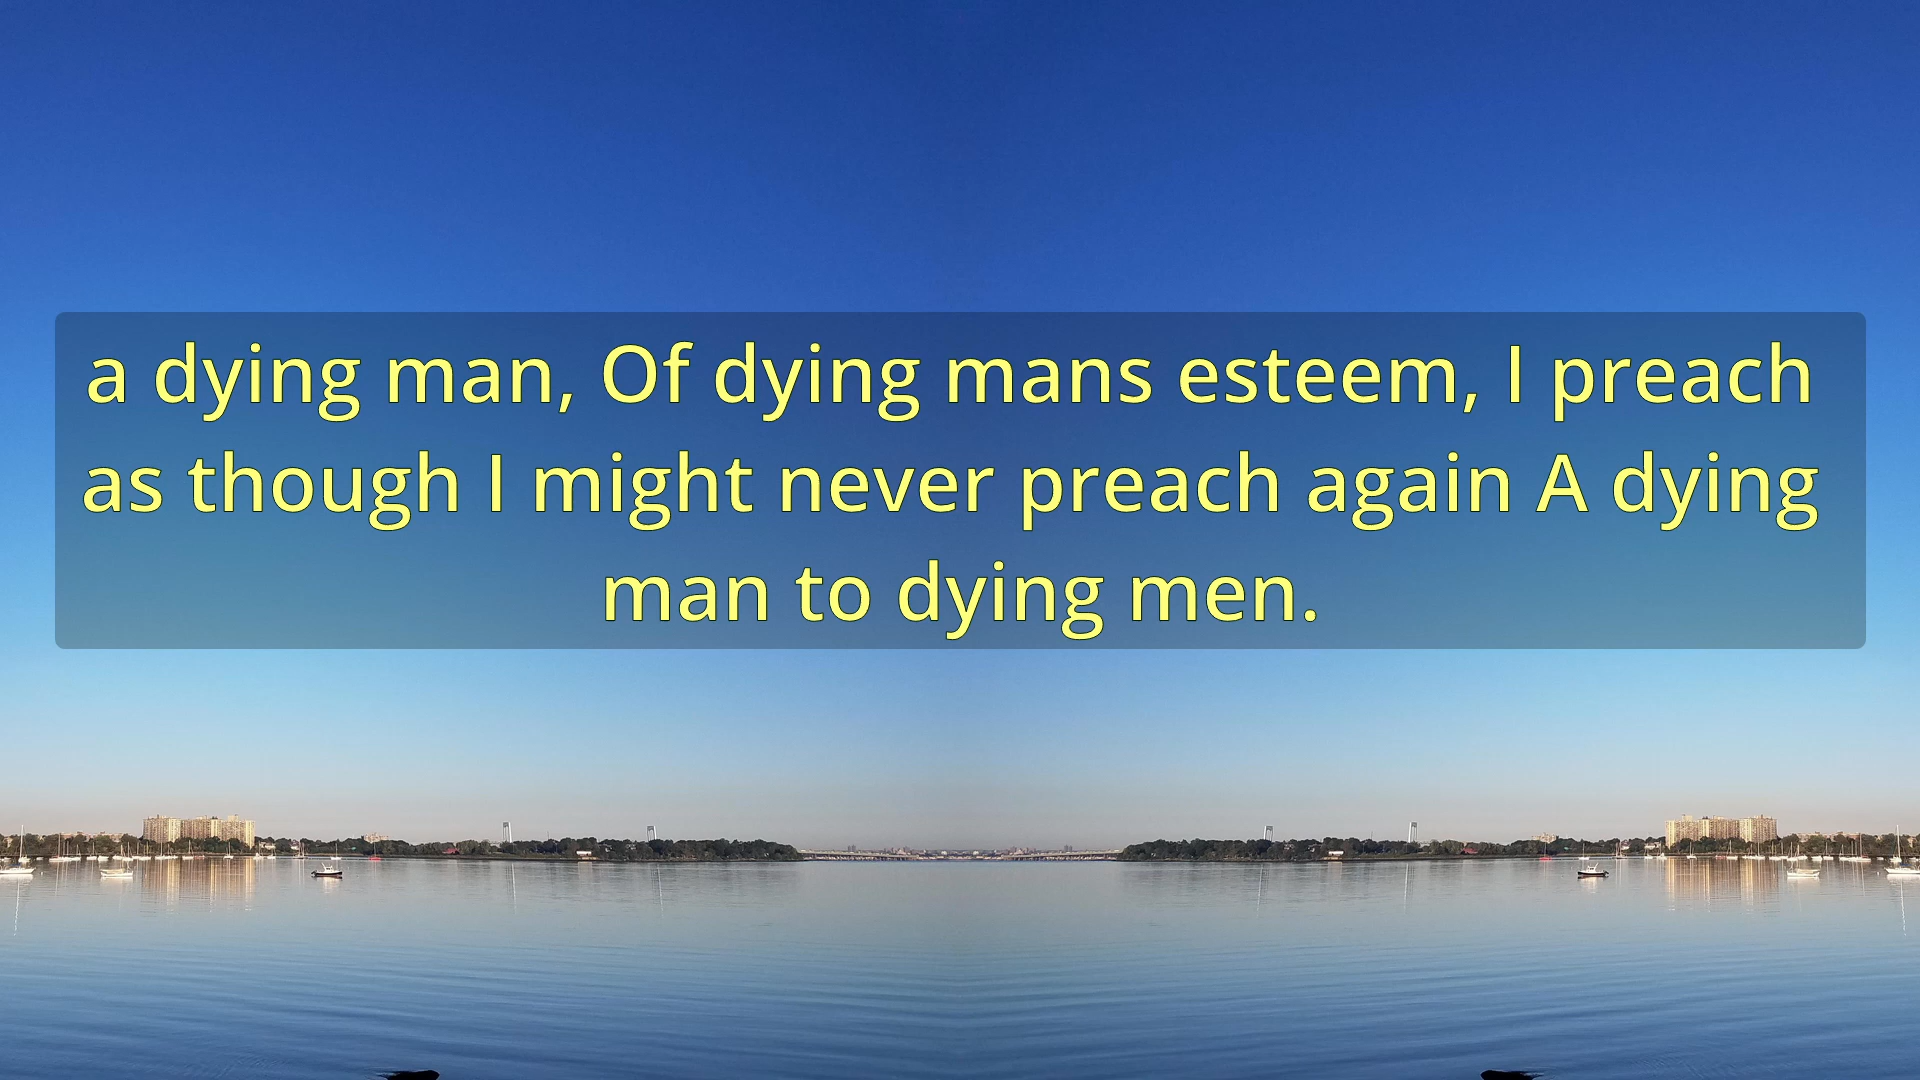 a dying man, Of dying mans esteem, I preach
as though I might never preach again A dying
man to dying men.